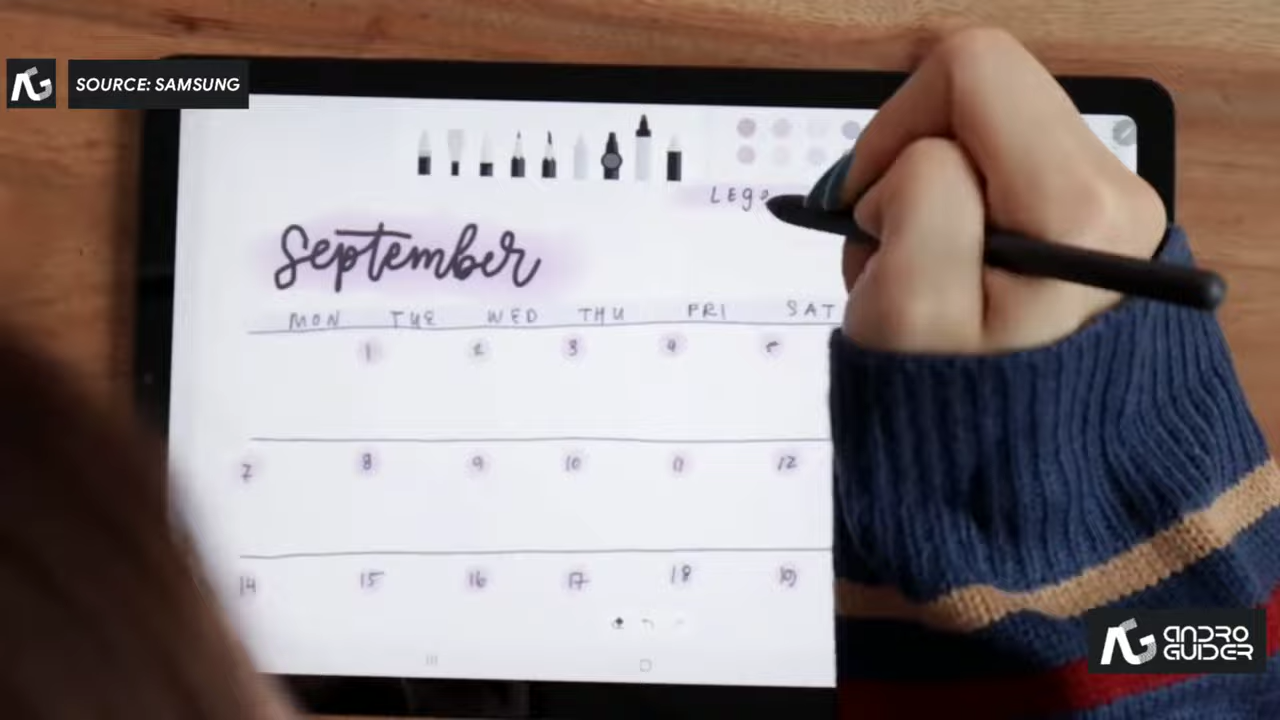 SOURCE: SAMSUNG
LEg
September
MON TUE WED THU FRI SAT
1 2 3 4 5
7 8 9 10 11 12
14 15 16 17 18 19
ANDRO
GUIDER